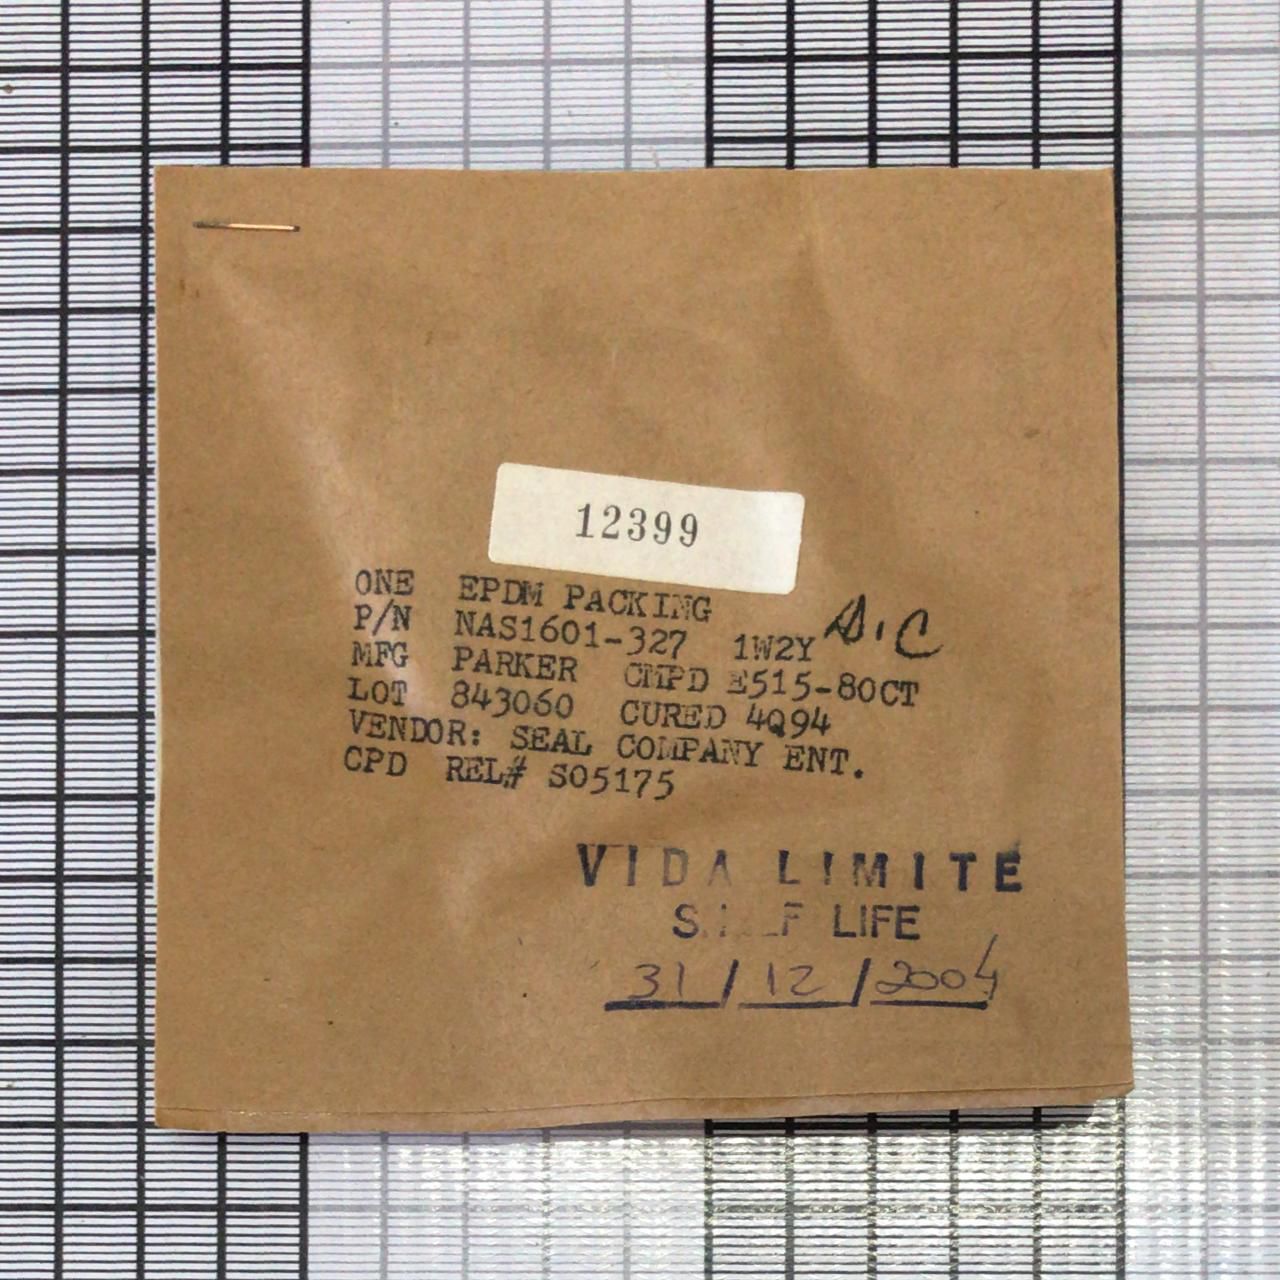 12399
ONE EPDM PACKING
P/N NAS1601-327 1W2Y
MFG PARKER CMPD E515-80CT
LOT 843060 CURED 4Q94
VENDOR: SEAL COMPANY ENT.
CPD REL# S05175
VIDA LIMITE
LIFE
31/12/2004